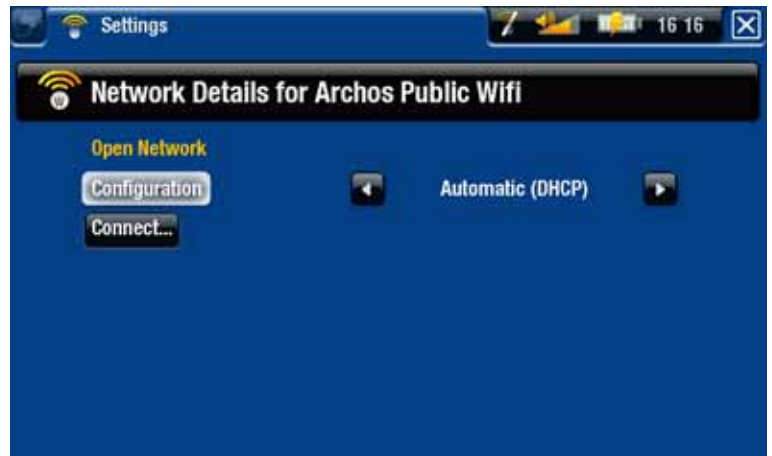 Settings 16 16
Network Details for Archos Public Wifi
Open Network
Configuration Automatic (DHCP)
Connect...